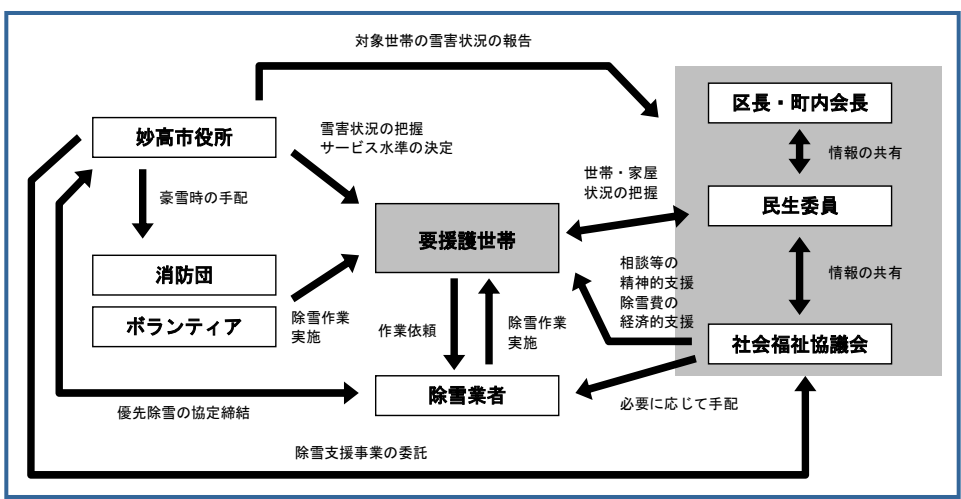 対象世帯の雪害状況の報告
区長・町内会長
妙高市役所
雪害状況の把握
サービス水準の決定
情報の共有
世帯・家屋
状況の把握
豪雪時の手配
民生委員
要援護世帯
消防団
相談等の
精神的支援
除雪費の
経済的支援
情報の共有
ボランティア
除雪作業
実施
作業依頼
除雪作業
実施
社会福祉協議会
除雪業者
必要に応じて手配
優先除雪の協定締結
除雪支援事業の委託